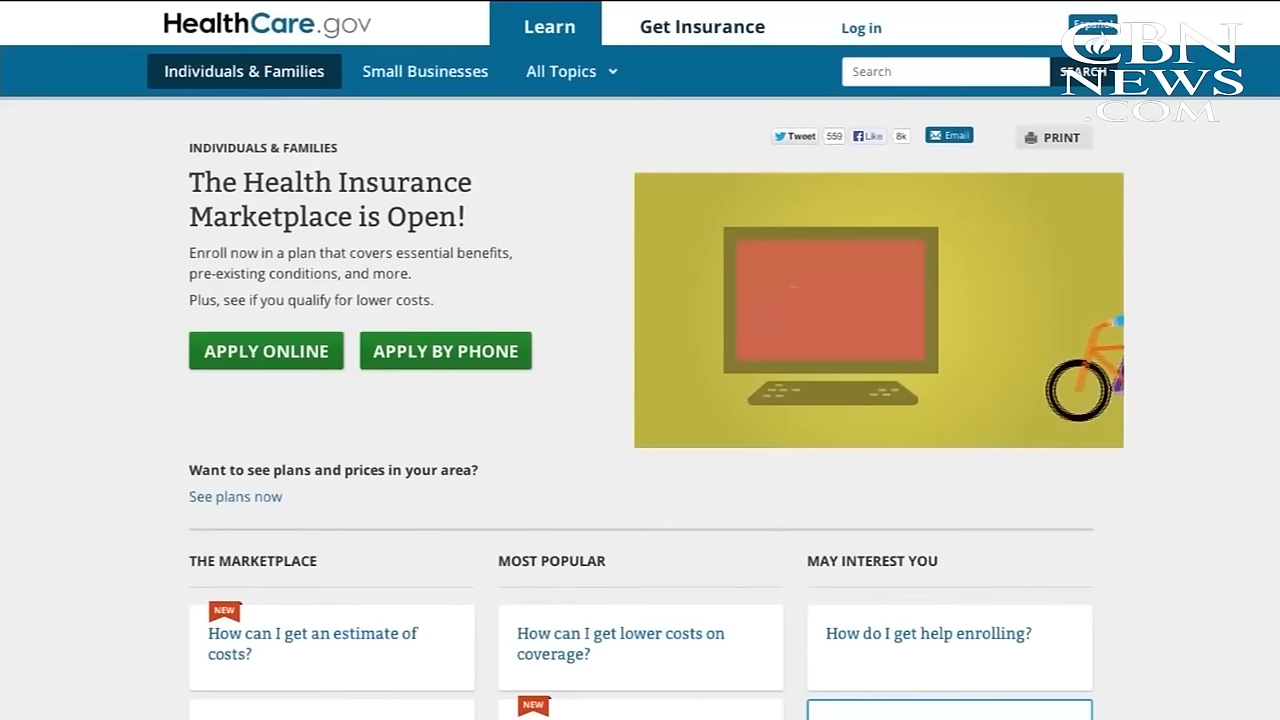 HealthCare.gov
Learn
Get Insurance
Log in
Español
CBN
NEWS
.COM
Individuals & Families
Small Businesses
All Topics
Search
SEARCH
Tweet 559 Like 8k Email
PRINT
INDIVIDUALS & FAMILIES
The Health Insurance
Marketplace is Open!
Enroll now in a plan that covers essential benefits,
pre-existing conditions, and more.
Plus, see if you qualify for lower costs.
APPLY ONLINE
APPLY BY PHONE
Want to see plans and prices in your area?
See plans now
THE MARKETPLACE
MOST POPULAR
MAY INTEREST YOU
NEW
How can I get an estimate of
costs?
How can I get lower costs on
coverage?
How do I get help enrolling?
NEW